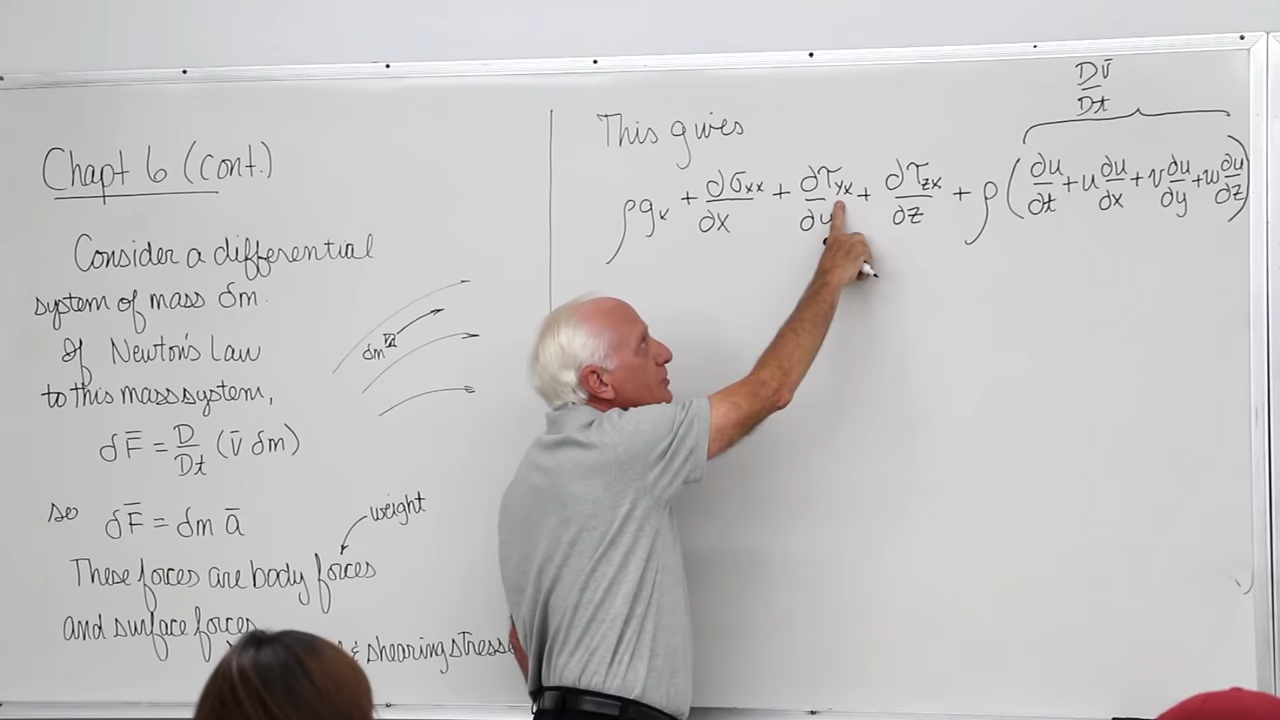 Chapt 6 (cont.)
Consider a differential
system of mass δm.
If Newton's Law
to this mass system,
δF̄ = D/Dt (v̄ δm)
so δF̄ = δm ā
weight
These forces are body forces
and surface forces
& shearing stress
δm
This gives
Dv̄/Dt
ρgx + ∂σxx/∂x + ∂τyx/∂y + ∂τzx/∂z + ρ(∂u/∂t + u ∂u/∂x + v ∂u/∂y + w ∂u/∂z)